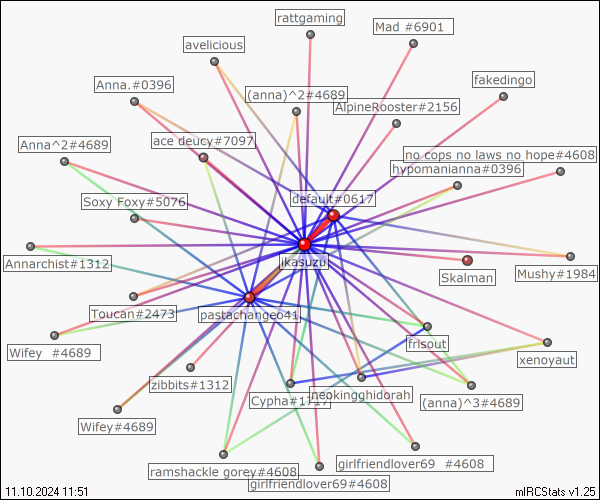 rattgaming
Mad #6901
avelicious
fakedingo
Anna.#0396
(anna)^2#4689
AlpineRooster#2156
Anna^2#4689
ace deucy#7097
no cops no laws no hope#4608
hypomanianna#0396
default#0617
Soxy Foxy#5076
ikasuzu
Annarchist#1312
Skalman
Mushy#1984
Toucan#2473
pastachangeo41
frisout
Wifey #4689
xenoyaut
zibbits#1312
neokingghidorah
Cypha#1717
(anna)^3#4689
Wifey#4689
girlfriendlover69 #4608
ramshackle gorey#4608
girlfriendlover69#4608
11.10.2024 11:51
mIRCStats v1.25